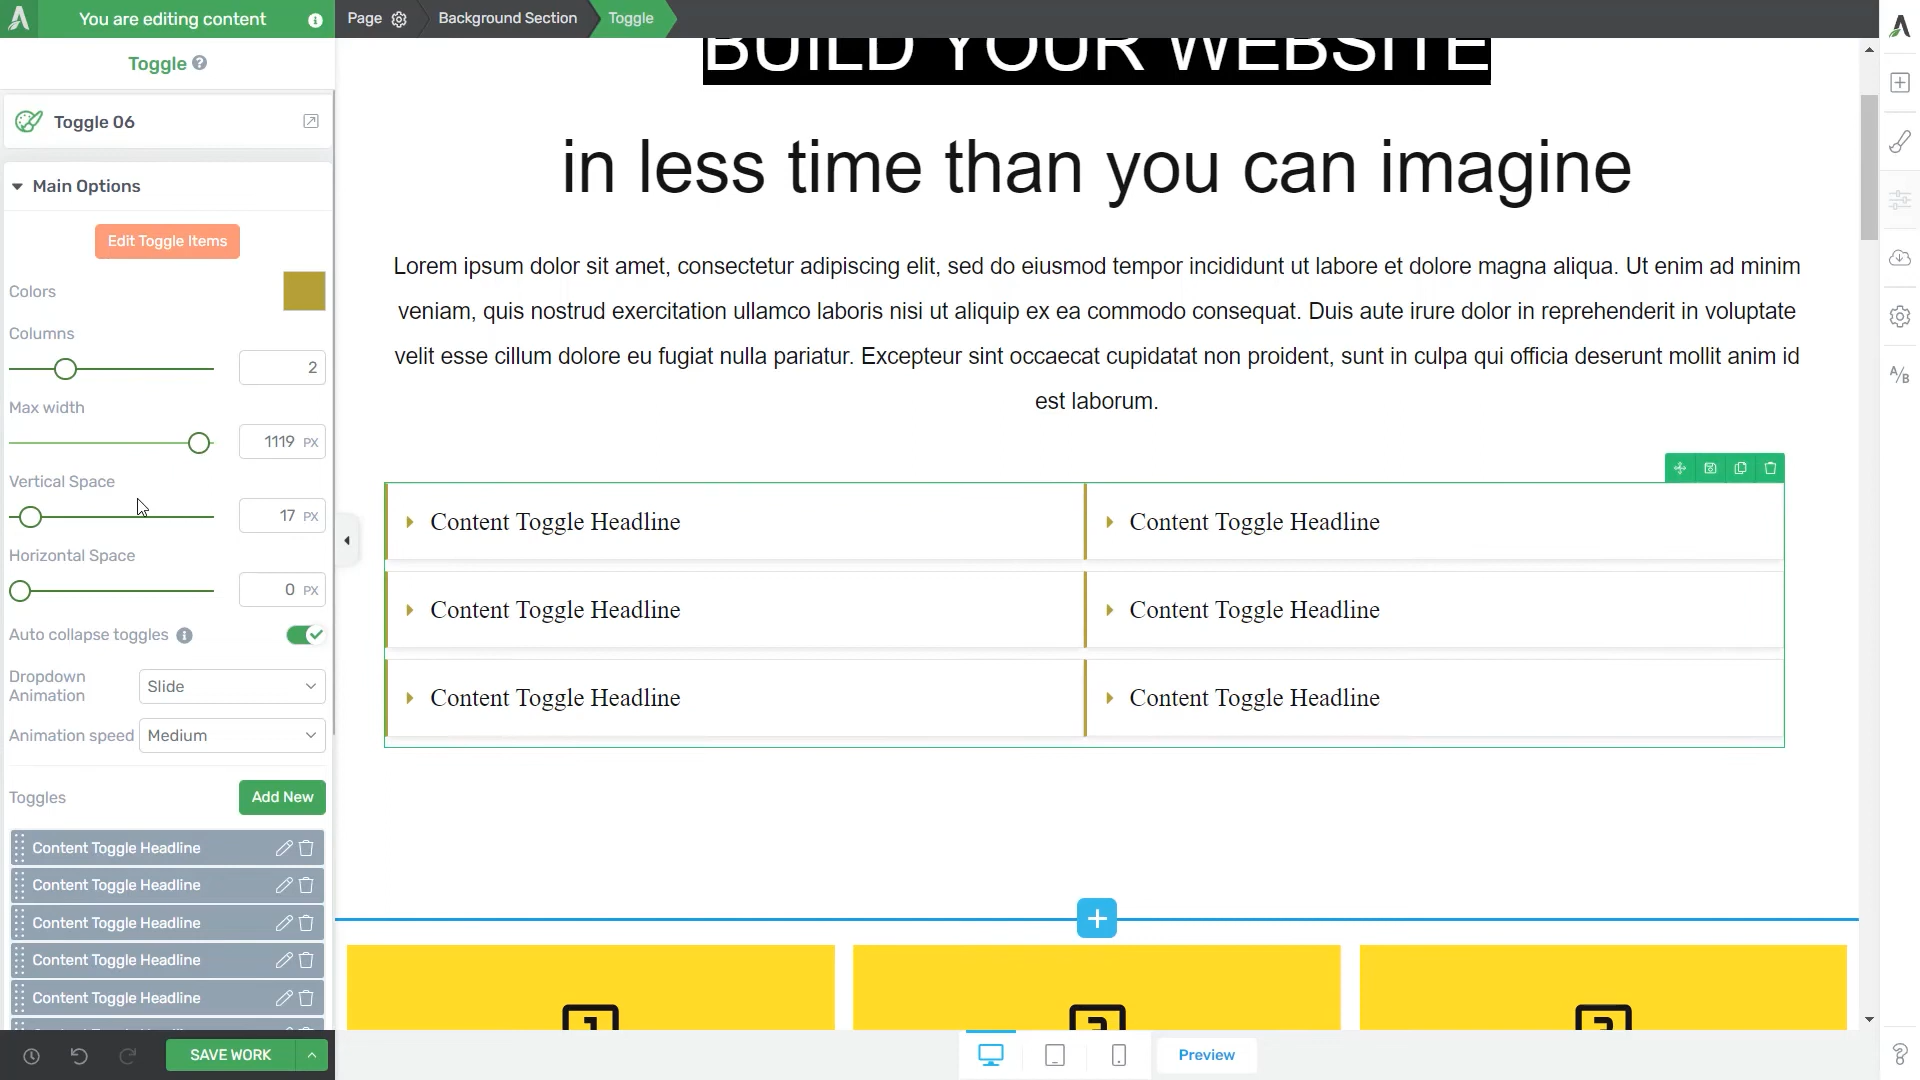 You are editing content
Page
Background Section
Toggle
Toggle
Toggle 06
Main Options
Edit Toggle Items
Colors
Columns
2
Max width
1119 PX
Vertical Space
17 PX
Horizontal Space
0 PX
Auto collapse toggles
Dropdown Animation
Slide
Animation speed
Medium
Toggles
Add New
Content Toggle Headline
Content Toggle Headline
Content Toggle Headline
Content Toggle Headline
Content Toggle Headline
SAVE WORK
BUILD YOUR WEBSITE
in less time than you can imagine
Lorem ipsum dolor sit amet, consectetur adipiscing elit, sed do eiusmod tempor incididunt ut labore et dolore magna aliqua. Ut enim ad minim
veniam, quis nostrud exercitation ullamco laboris nisi ut aliquip ex ea commodo consequat. Duis aute irure dolor in reprehenderit in voluptate
velit esse cillum dolore eu fugiat nulla pariatur. Excepteur sint occaecat cupidatat non proident, sunt in culpa qui officia deserunt mollit anim id
est laborum.
Content Toggle Headline
Content Toggle Headline
Content Toggle Headline
Content Toggle Headline
Content Toggle Headline
Content Toggle Headline
1
2
3
Preview
A/B